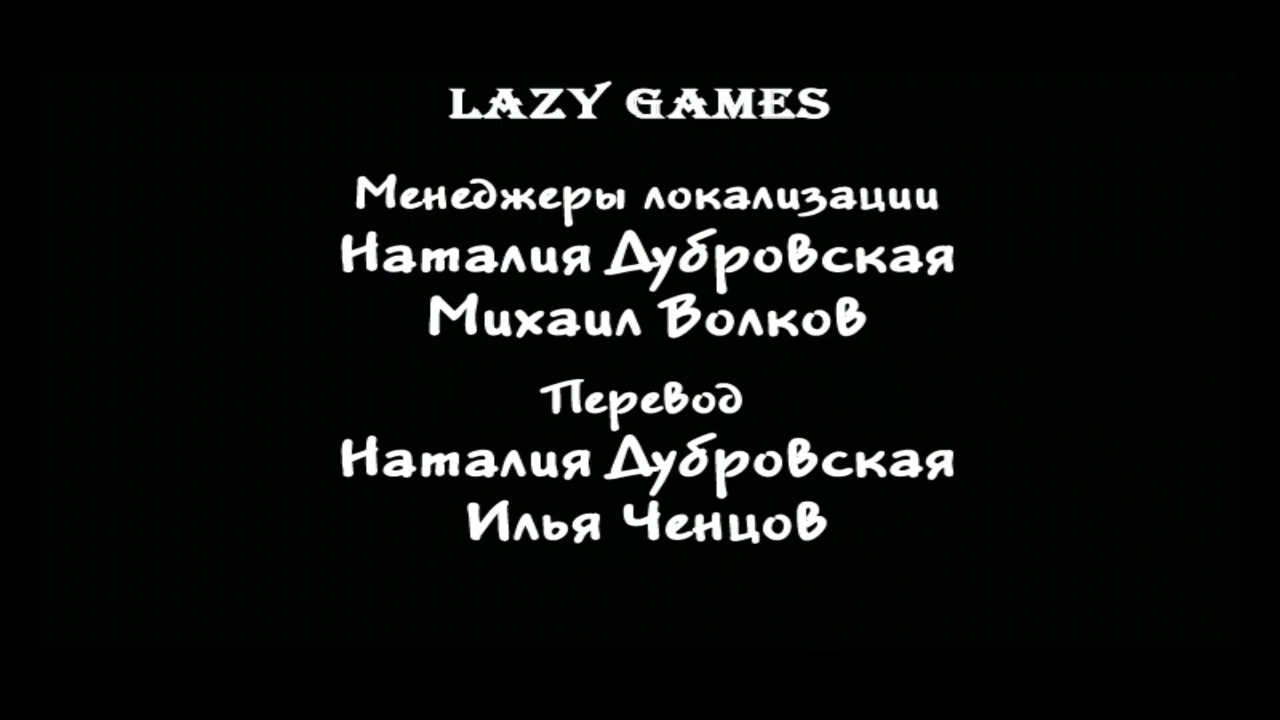 LAZY GAMES
Менеджеры локализации
Наталия Дубровская
Михаил Волков
Перевод
Наталия Дубровская
Илья Ченцов